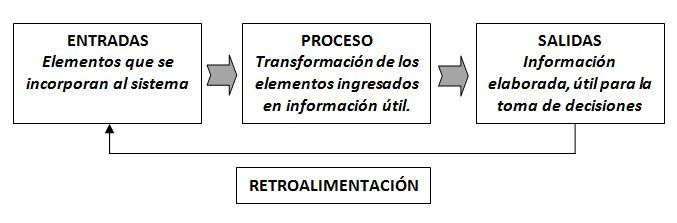 ENTRADAS
Elementos que se
incorporan al sistema
PROCESO
Transformación de los
elementos ingresados
en información útil.
SALIDAS
Información
elaborada, útil para la
toma de decisiones
RETROALIMENTACIÓN